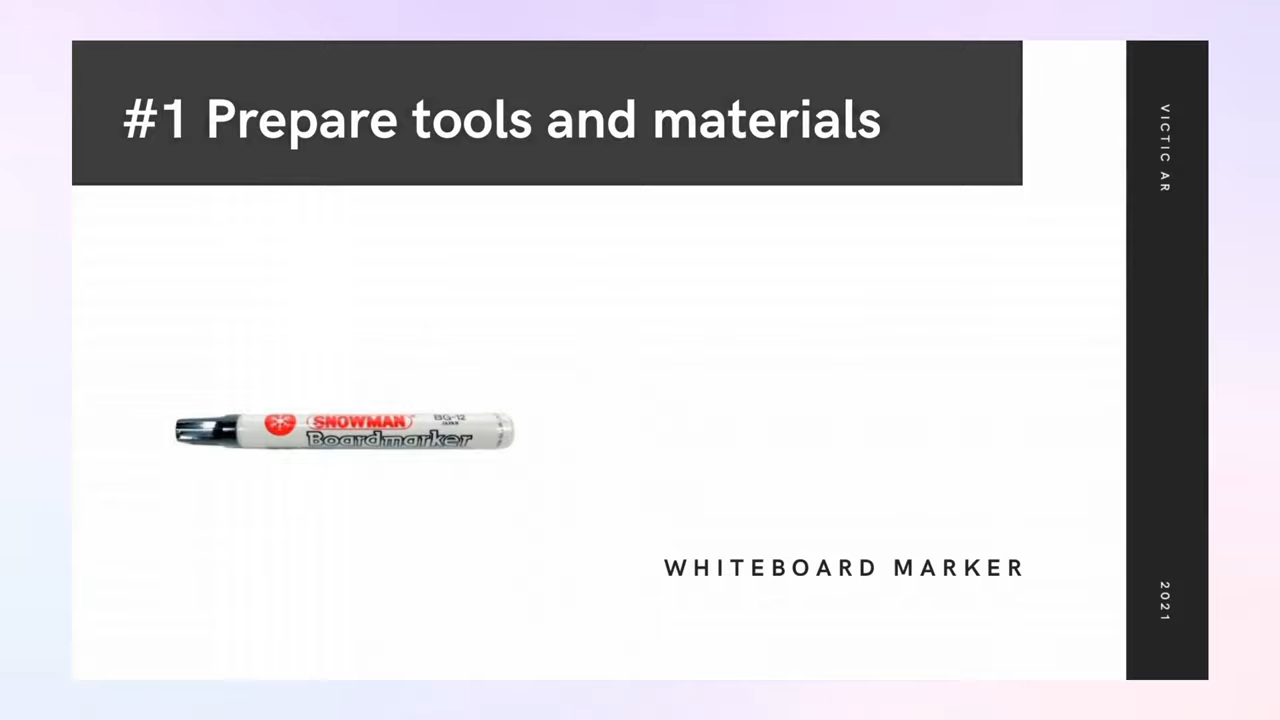 #1 Prepare tools and materials
VICTIC AR
SNOWMAN
BG-12
Boardmarker
WHITEBOARD MARKER
2021